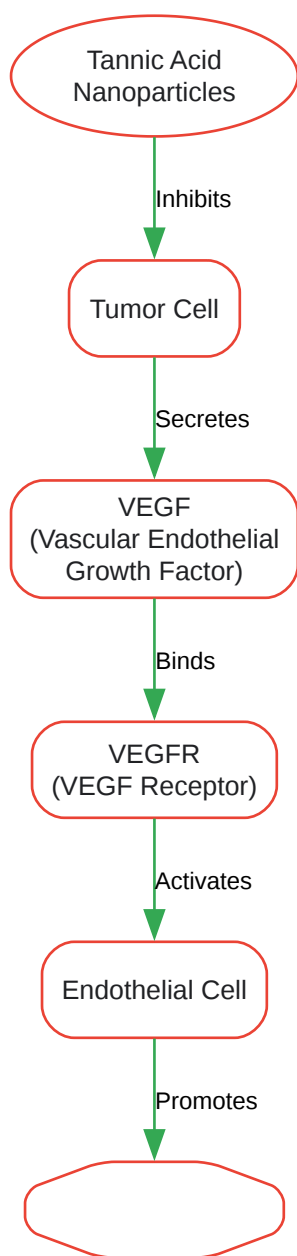 Tannic Acid
Nanoparticles
Inhibits
Tumor Cell
Secretes
VEGF
(Vascular Endothelial
Growth Factor)
Binds
VEGFR
(VEGF Receptor)
Activates
Endothelial Cell
Promotes